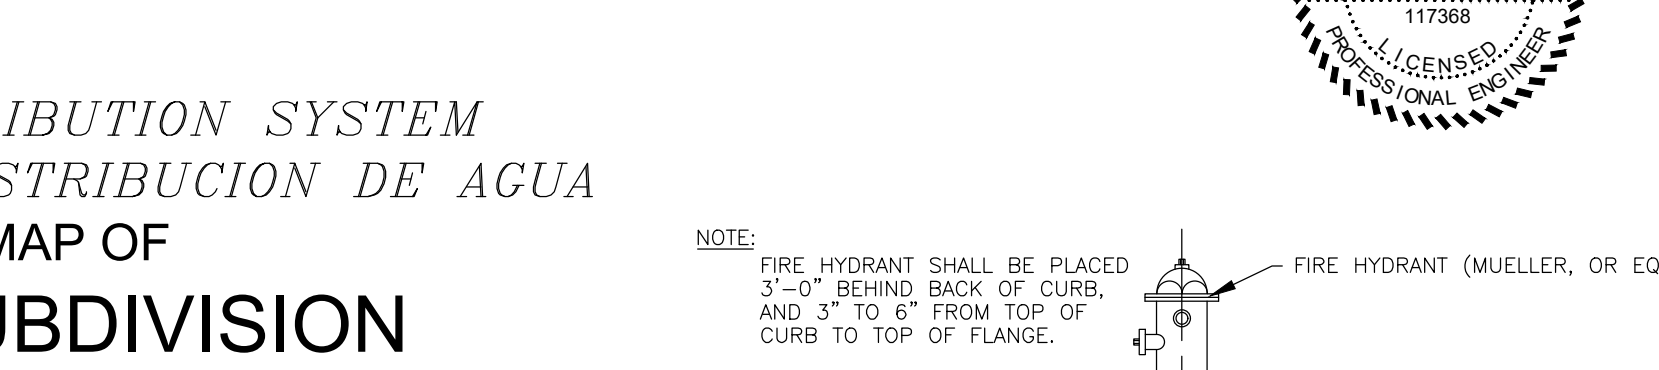 117368
LICENSED
PROFESSIONAL ENGINEER
IBUTION SYSTEM
STRIBUCION DE AGUA
MAP OF
UBDIVISION
NOTE:
FIRE HYDRANT SHALL BE PLACED
3'-0" BEHIND BACK OF CURB,
AND 3" TO 6" FROM TOP OF
CURB TO TOP OF FLANGE.
FIRE HYDRANT (MUELLER, OR EQ